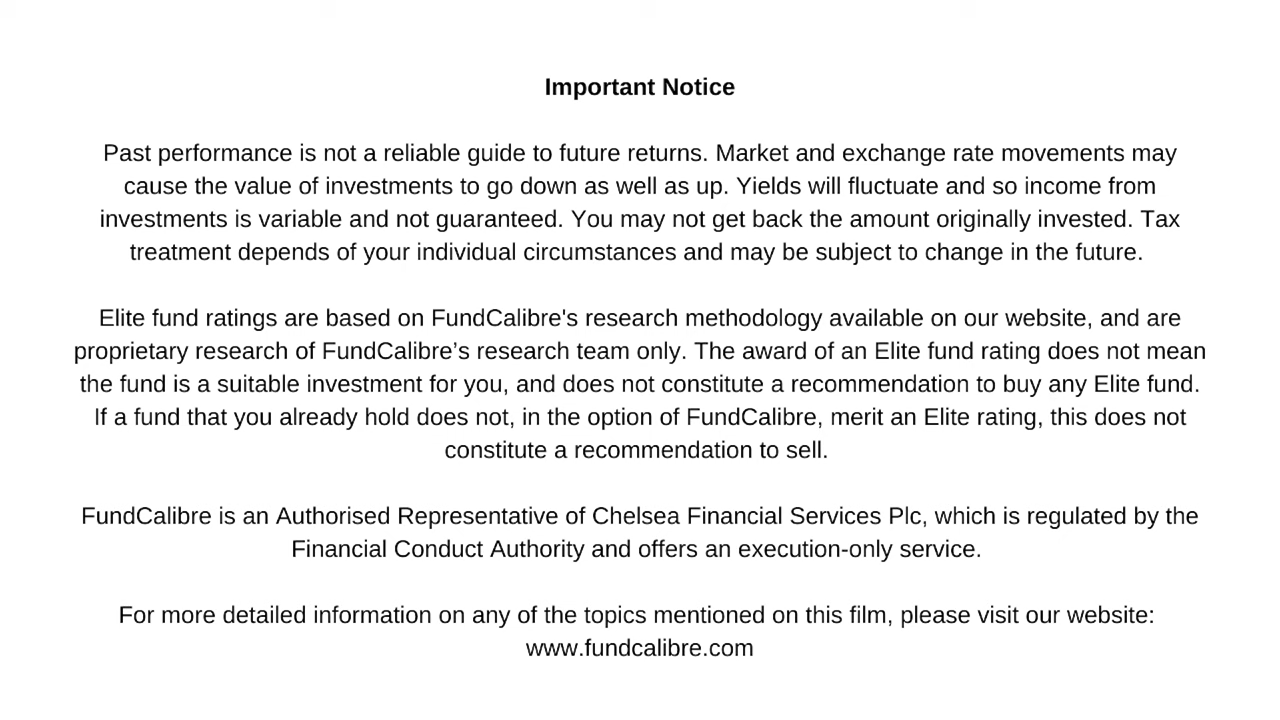 Important Notice
Past performance is not a reliable guide to future returns. Market and exchange rate movements may
cause the value of investments to go down as well as up. Yields will fluctuate and so income from
investments is variable and not guaranteed. You may not get back the amount originally invested. Tax
treatment depends of your individual circumstances and may be subject to change in the future.
Elite fund ratings are based on FundCalibre's research methodology available on our website, and are
proprietary research of FundCalibre’s research team only. The award of an Elite fund rating does not mean
the fund is a suitable investment for you, and does not constitute a recommendation to buy any Elite fund.
If a fund that you already hold does not, in the option of FundCalibre, merit an Elite rating, this does not
constitute a recommendation to sell.
FundCalibre is an Authorised Representative of Chelsea Financial Services Plc, which is regulated by the
Financial Conduct Authority and offers an execution-only service.
For more detailed information on any of the topics mentioned on this film, please visit our website:
www.fundcalibre.com